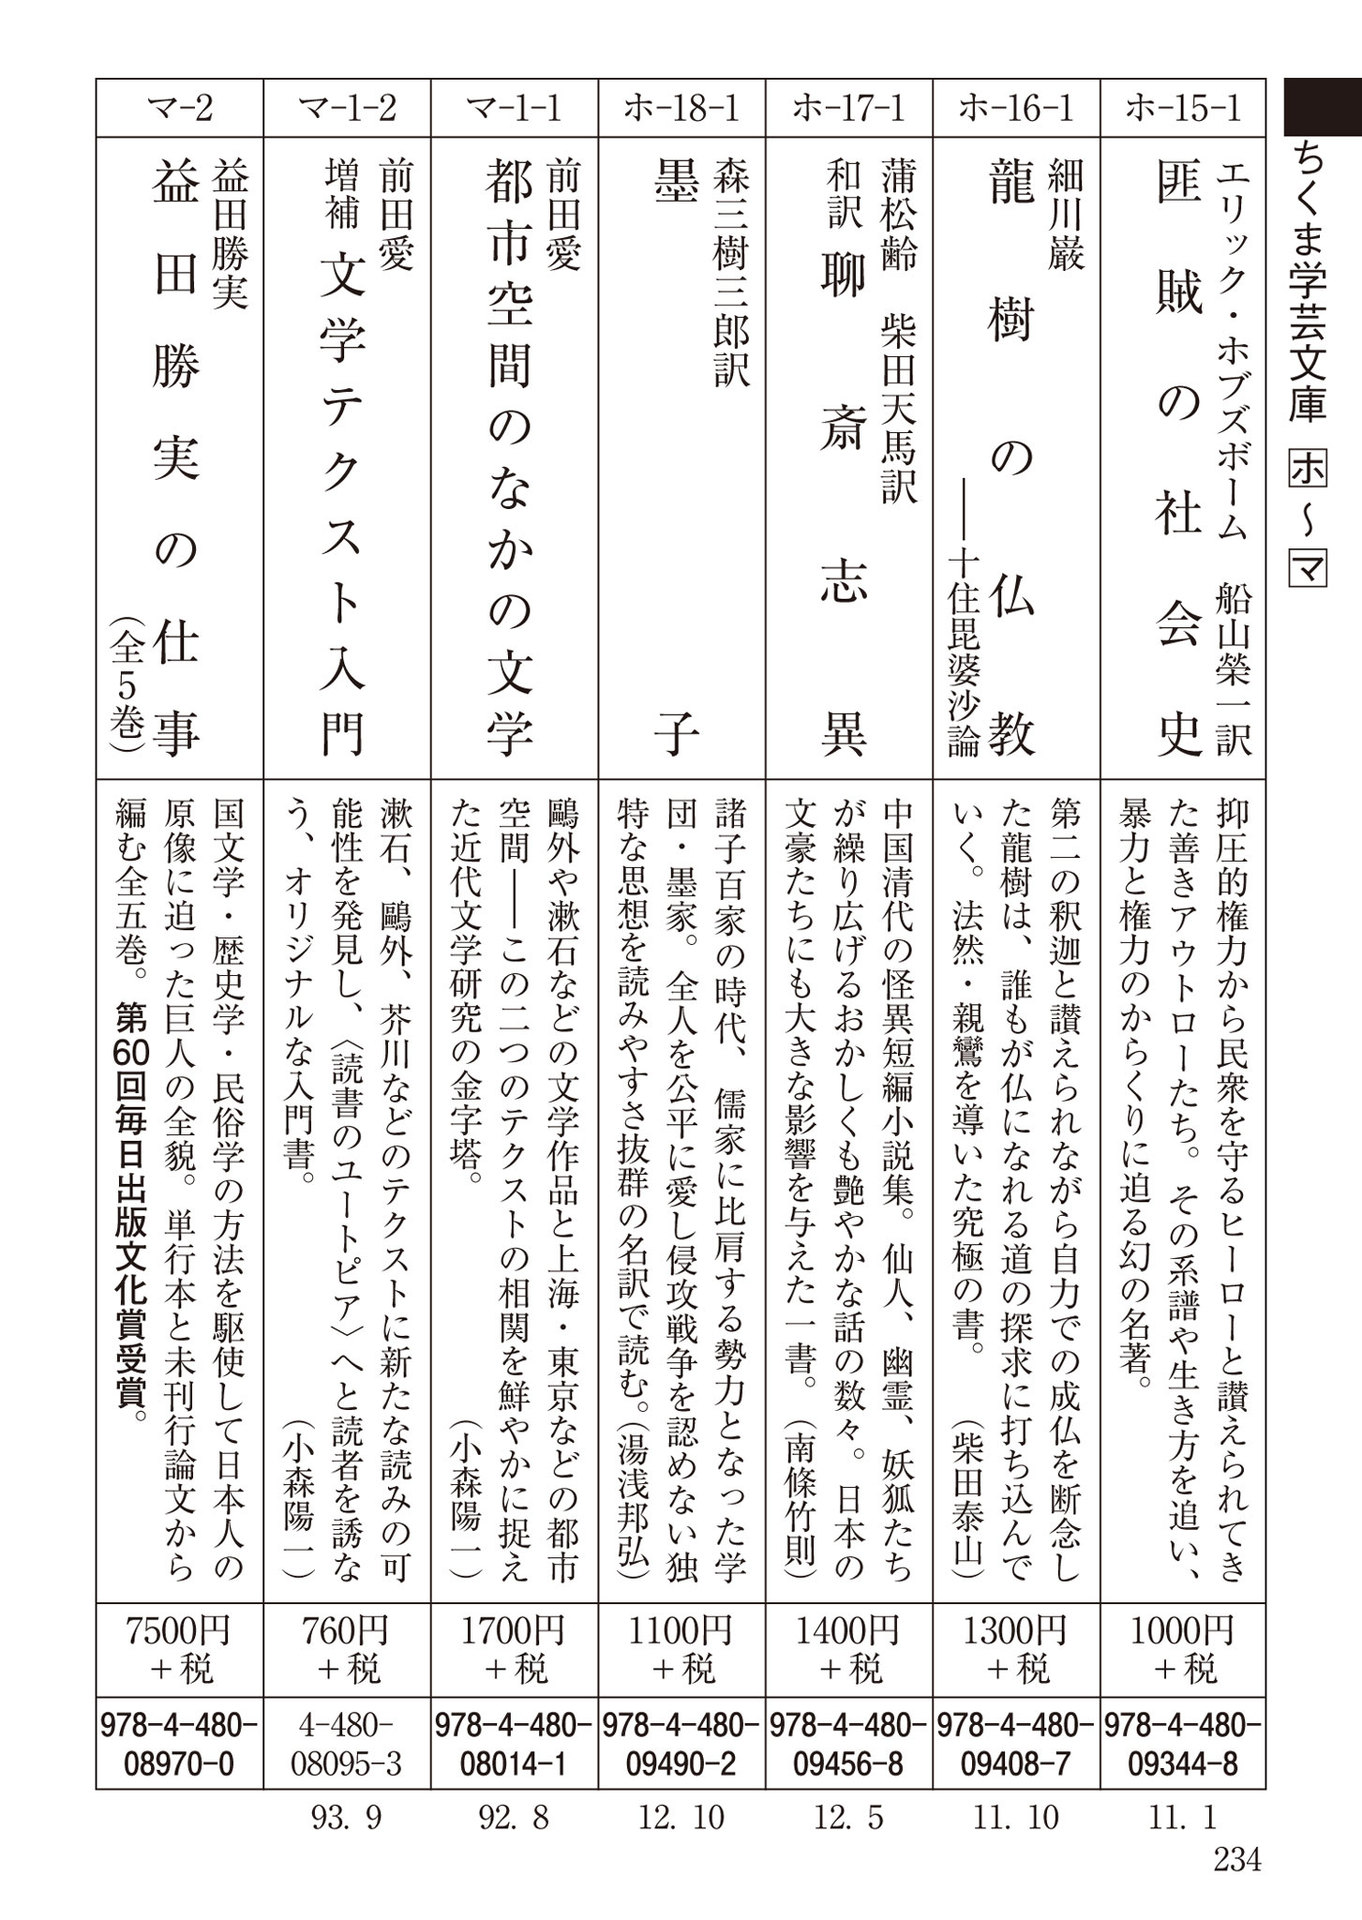 ちくま学芸文庫 ホ〜マ
ホ-15-1
エリック・ホブズボーム 船山榮一訳
匪賊の社会史
抑圧的権力から民衆を守るヒーローと讃えられてき
た善きアウトローたち。その系譜や生き方を追い、
暴力と権力のからくりに迫る幻の名著。
1000円
+税
978-4-480-
09344-8
11. 1
ホ-16-1
細川巌
龍樹の仏教
――十住毘婆沙論
第二の釈迦と讃えられながら自力での成仏を断念し
た龍樹は、誰もが仏になれる道の探求に打ち込んで
いく。法然・親鸞を導いた究極の書。(柴田泰山)
1300円
+税
978-4-480-
09408-7
11. 10
ホ-17-1
蒲松齢 柴田天馬訳
和訳 聊斎志異
中国清代の怪異短編小説集。仙人、幽霊、妖狐たち
が繰り広げるおかしくも艶やかな話の数々。日本の
文豪たちにも大きな影響を与えた一書。(南條竹則)
1400円
+税
978-4-480-
09456-8
12. 5
ホ-18-1
森三樹三郎訳
墨子
諸子百家の時代、儒家に比肩する勢力となった学
団・墨家。全人を公平に愛し侵攻戦争を認めない独
特な思想を読みやすさ抜群の名訳で読む。(湯浅邦弘)
1100円
+税
978-4-480-
09490-2
12. 10
マ-1-1
前田愛
都市空間のなかの文学
鷗外や漱石などの文学作品と上海・東京などの都市
空間――この二つのテクストの相関を鮮やかに捉え
た近代文学研究の金字塔。(小森陽一)
1700円
+税
978-4-480-
08014-1
92. 8
マ-1-2
前田愛
増補 文学テクスト入門
漱石、鷗外、芥川などのテクストに新たな読みの可
能性を発見し、〈読書のユートピア〉へと読者を誘な
う、オリジナルな入門書。(小森陽一)
760円
+税
4-480-
08095-3
93. 9
マ-2
益田勝実
益田勝実の仕事
(全5巻)
国文学・歴史学・民俗学の方法を駆使して日本人の
原像に迫った巨人の全貌。単行本と未刊行論文から
編む全五巻。第60回毎日出版文化賞受賞。
7500円
+税
978-4-480-
08970-0
234